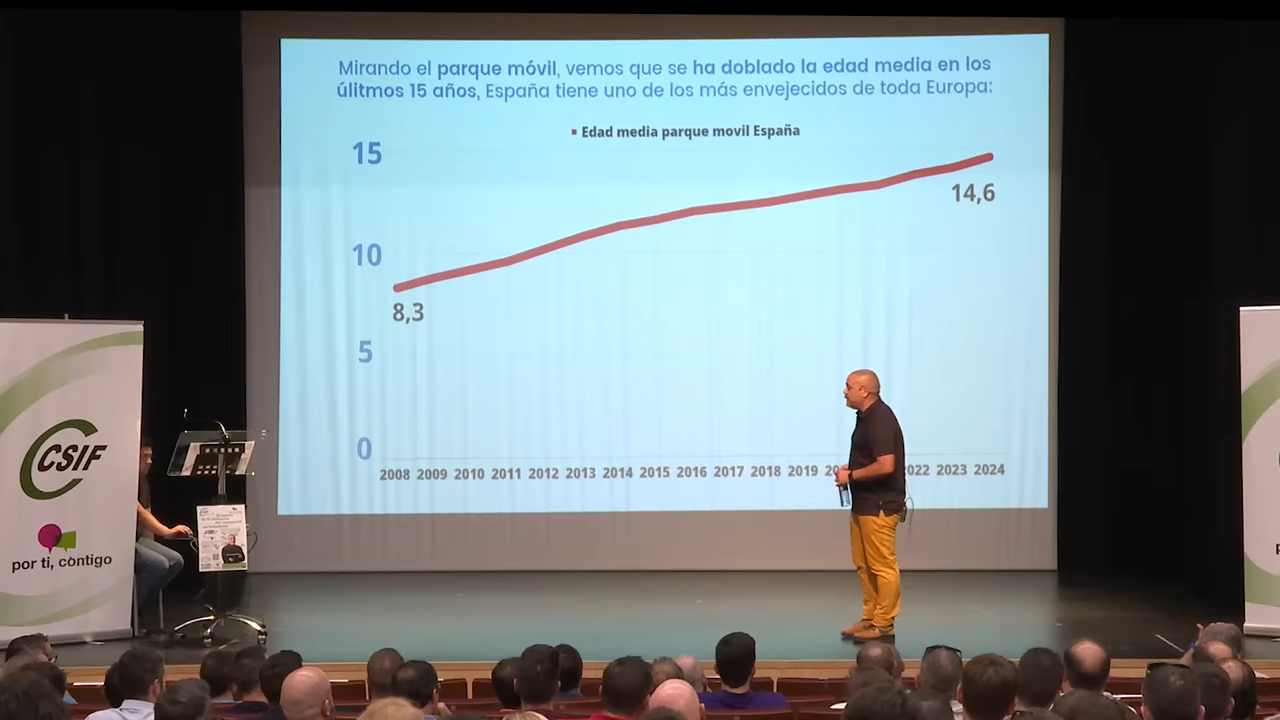 Mirando el parque móvil, vemos que se ha doblado la edad media en los
úlitmos 15 años, España tiene uno de los más envejecidos de toda Europa:
Edad media parque movil España
15
14,6
10
8,3
5
0
2008 2009 2010 2011 2012 2013 2014 2015 2016 2017 2018 2019 2022 2023 2024
CSIF
por ti, contigo